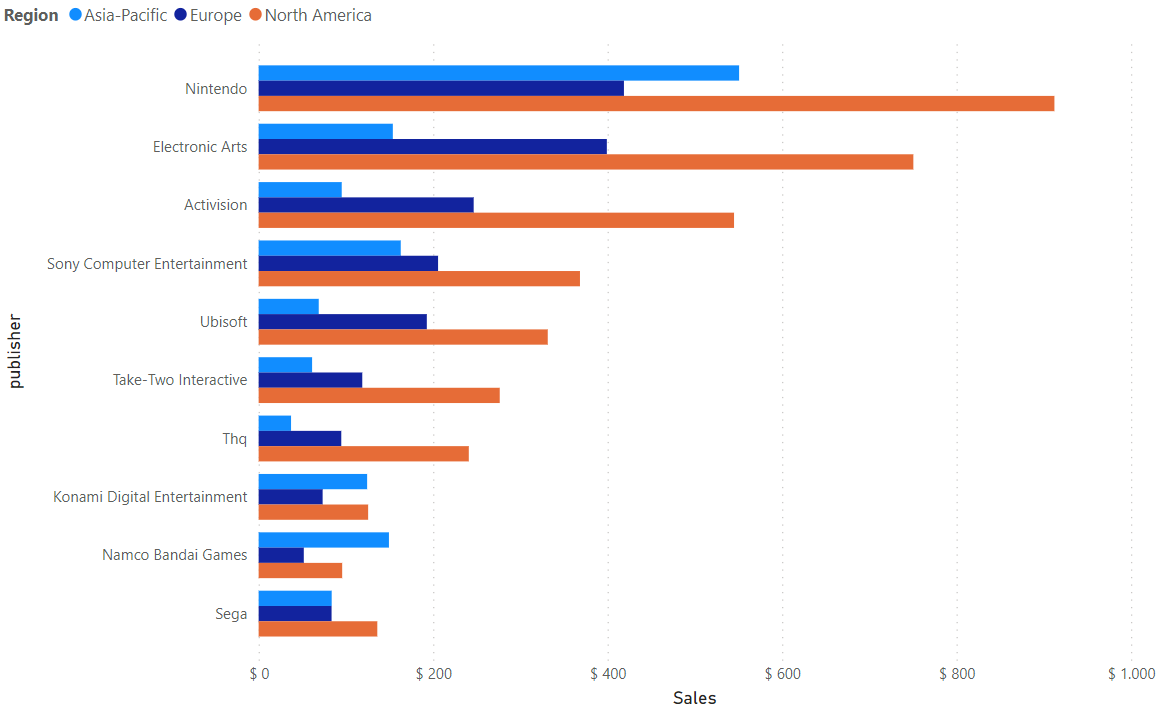 Region Asia-Pacific Europe North America
Nintendo
Electronic Arts
Activision
Sony Computer Entertainment
Ubisoft
Take-Two Interactive
Thq
Konami Digital Entertainment
Namco Bandai Games
Sega
publisher
$ 0 $ 200 $ 400 $ 600 $ 800 $ 1.000
Sales